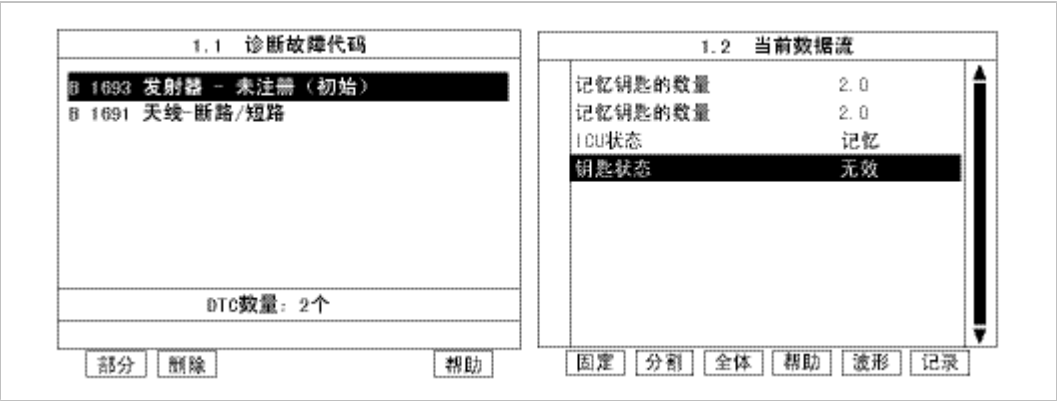 1.1 诊断故障代码
B 1693 发射器 - 未注册（初始）
B 1691 天线-断路/短路
DTC数量: 2个
部分 删除 帮助
1.2 当前数据流
记忆钥匙的数量 2.0
记忆钥匙的数量 2.0
ICU状态 记忆
钥匙状态 无效
固定 分割 全体 帮助 波形 记录